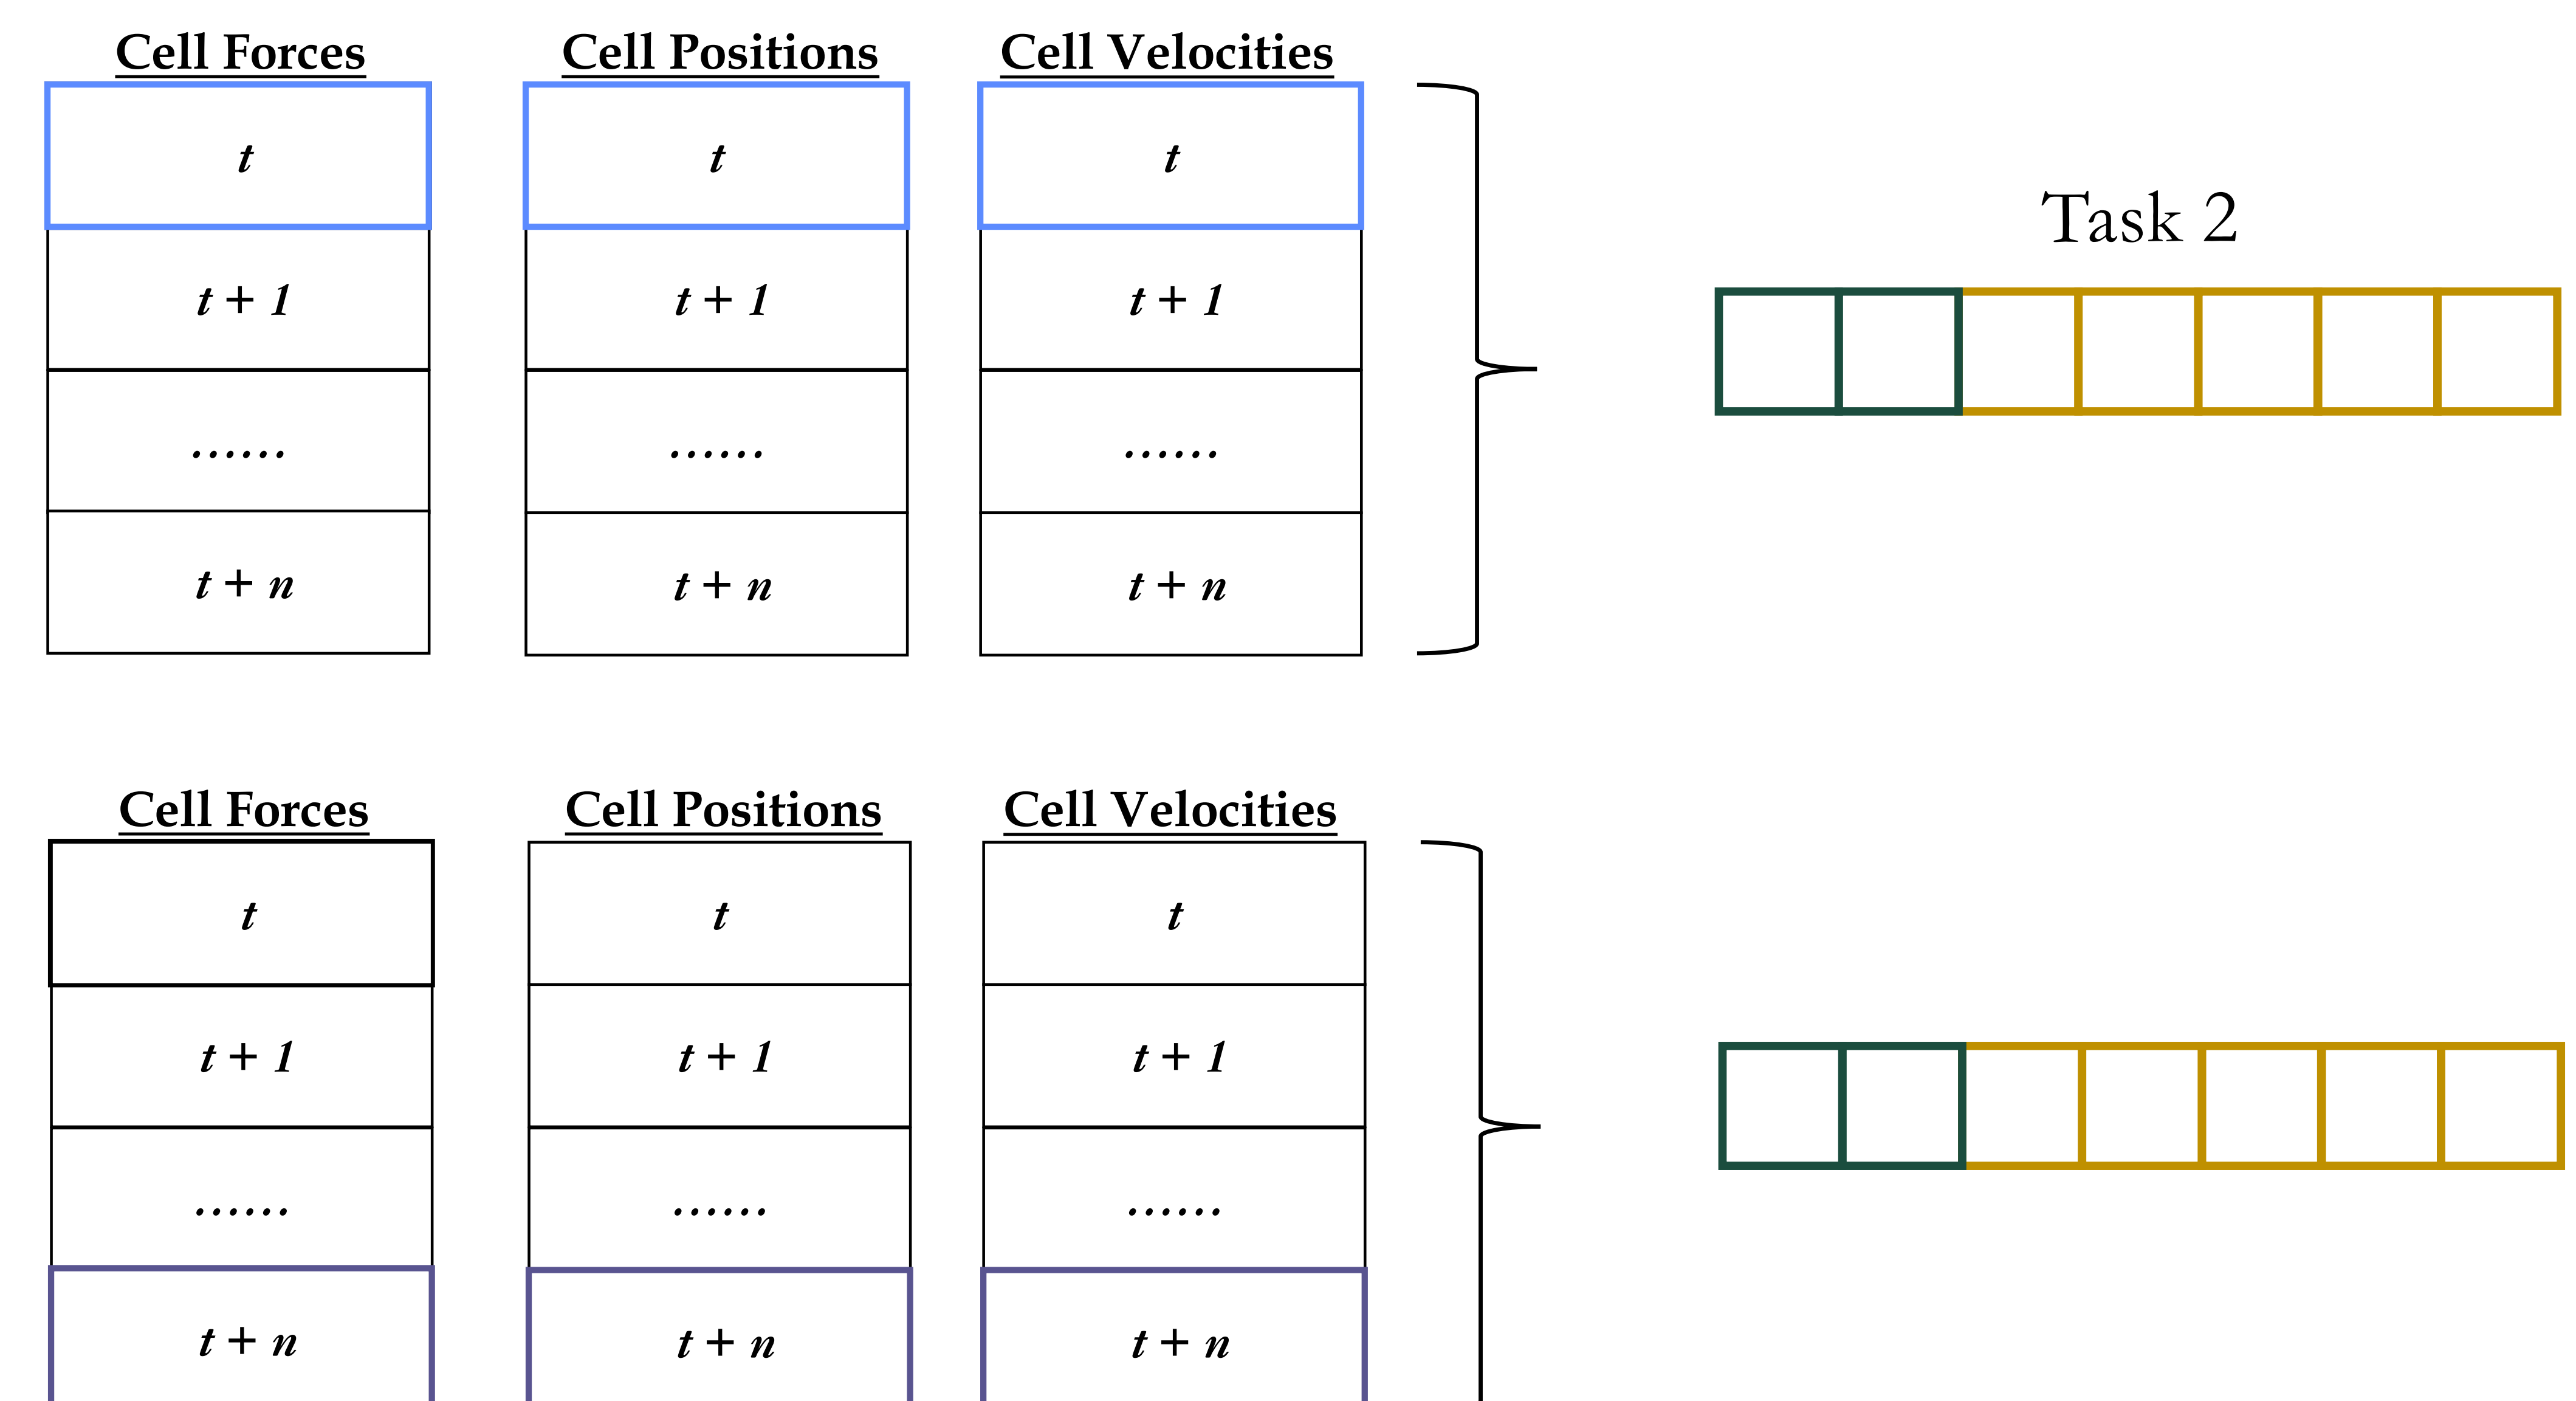 Cell Forces Cell Positions Cell Velocities
t t t
Task 2
t + 1 t + 1 t + 1
...... ...... ......
t + n t + n t + n
Cell Forces Cell Positions Cell Velocities
t t t
t + 1 t + 1 t + 1
...... ...... ......
t + n t + n t + n